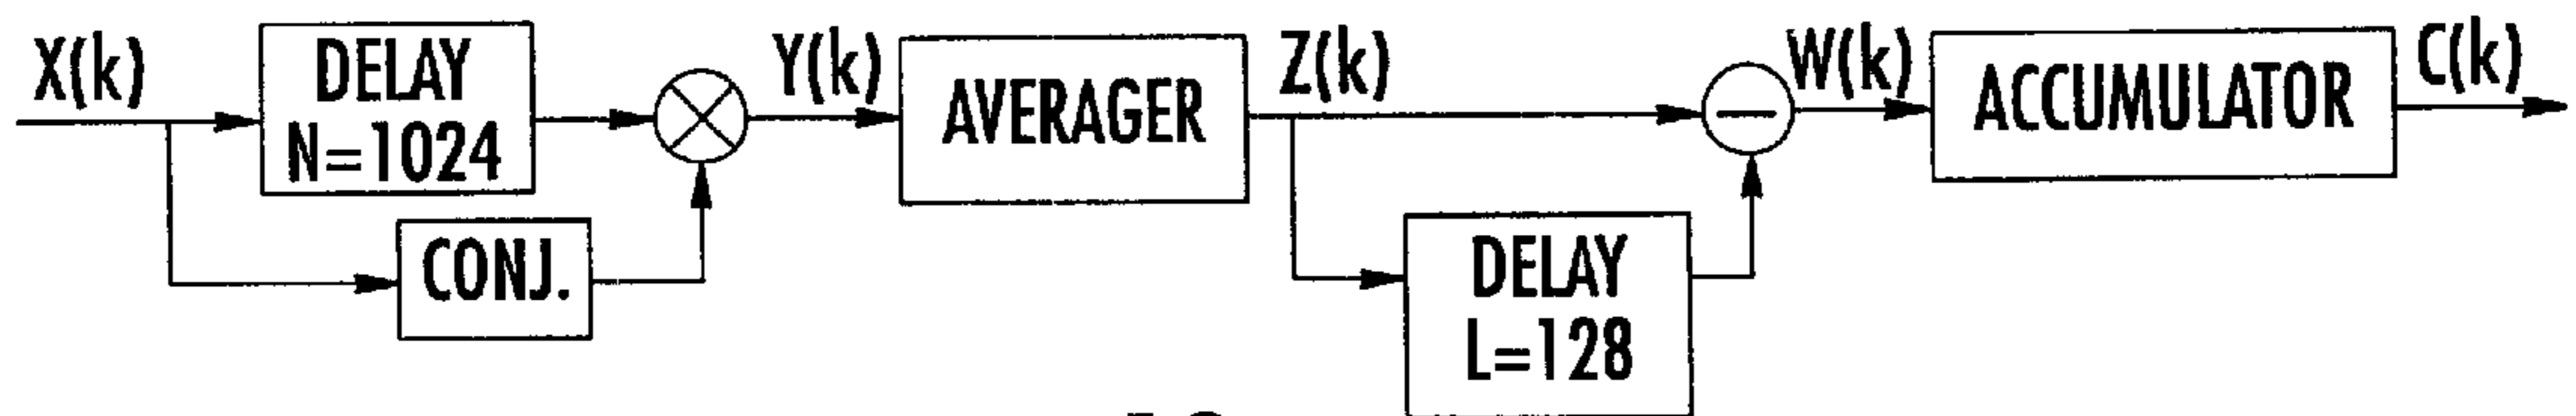 X(k)
DELAY
N=1024
CONJ.
Y(k)
AVERAGER
Z(k)
DELAY
L=128
W(k)
ACCUMULATOR
C(k)